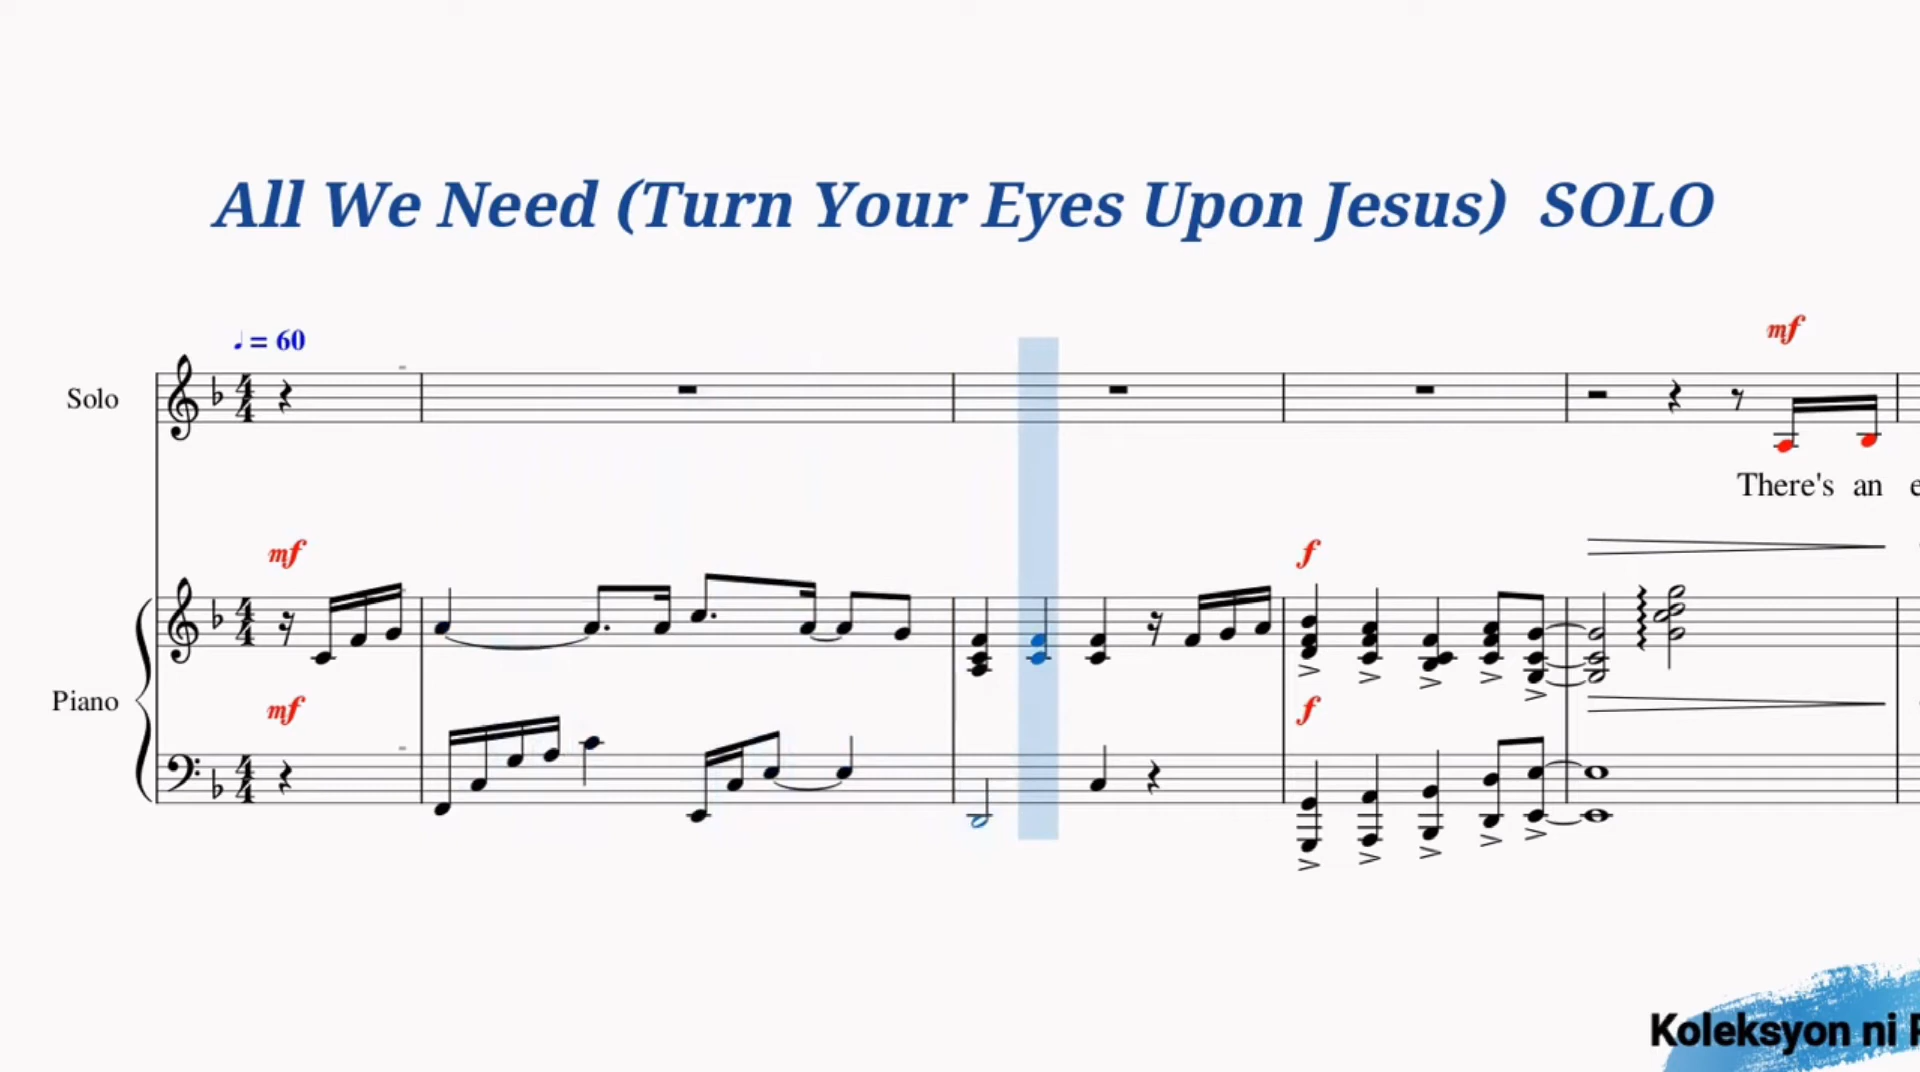 All We Need (Turn Your Eyes Upon Jesus) SOLO
♩ = 60
mf
Solo
There's an
mf
f
Piano
mf
f
Koleksyon ni